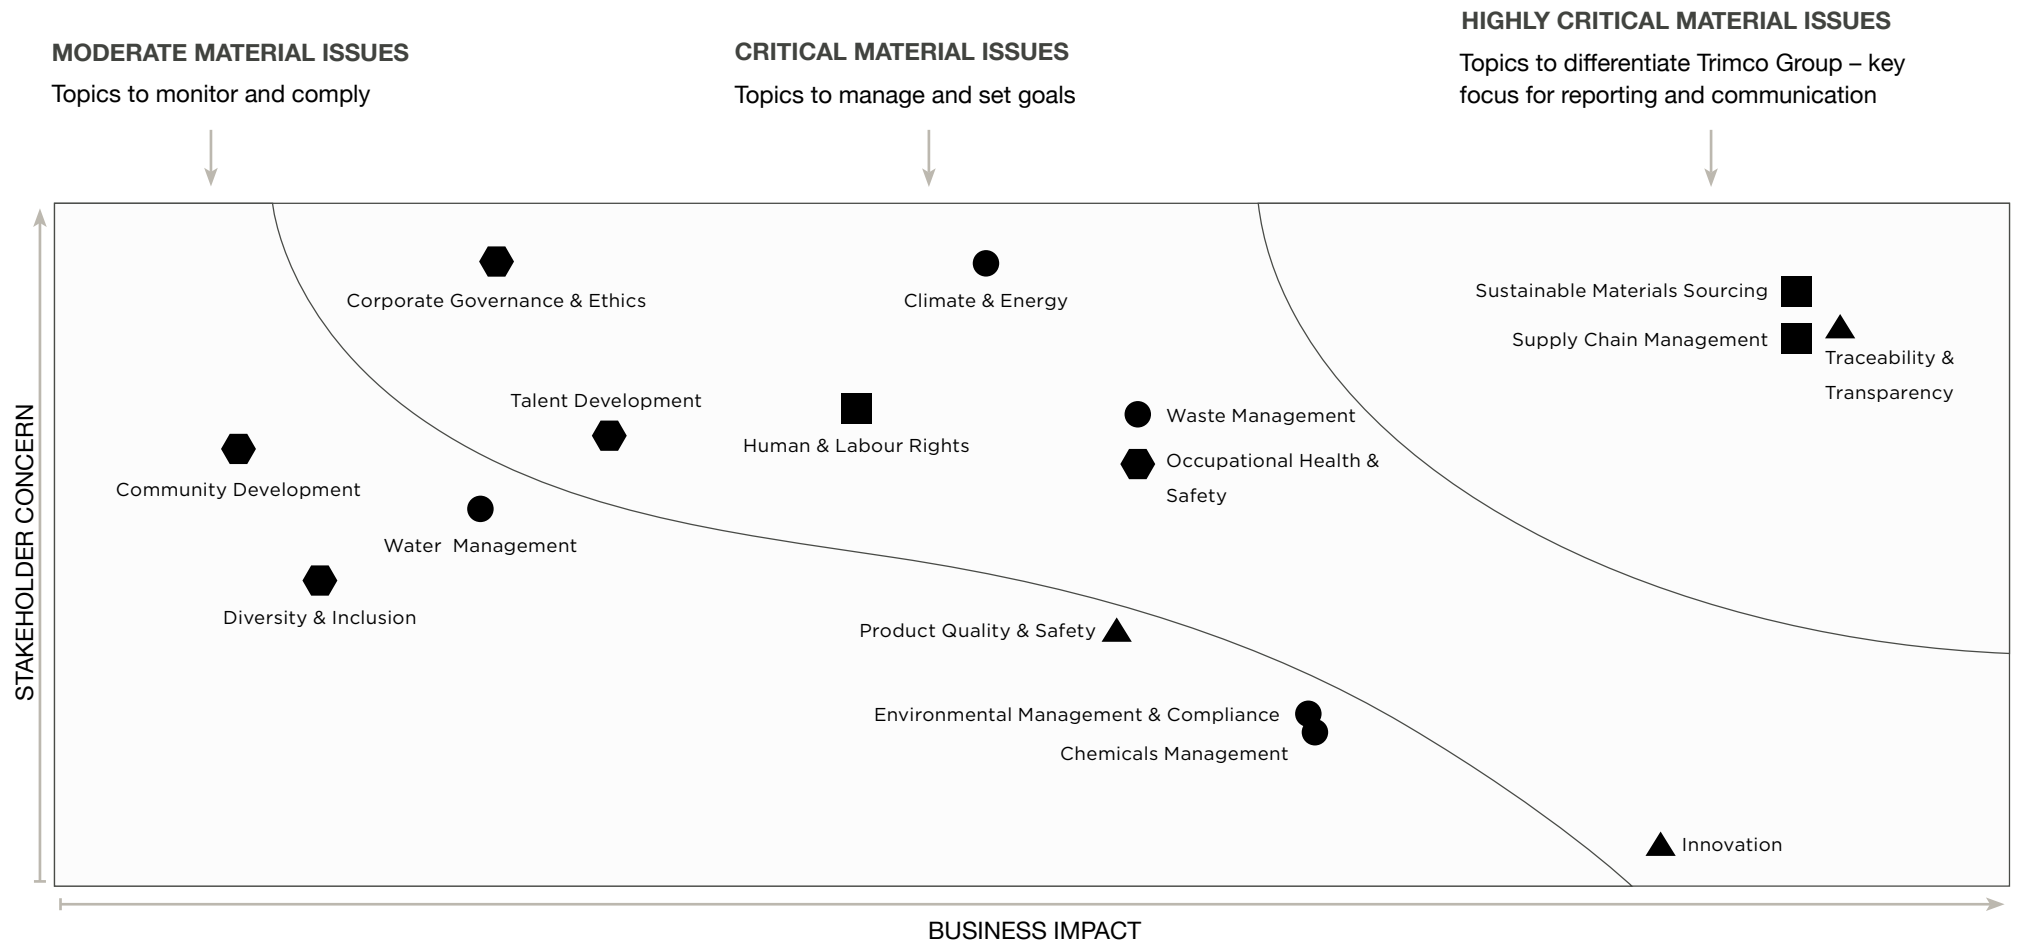 MODERATE MATERIAL ISSUES
Topics to monitor and comply
CRITICAL MATERIAL ISSUES
Topics to manage and set goals
HIGHLY CRITICAL MATERIAL ISSUES
Topics to differentiate Trimco Group – key
focus for reporting and communication
STAKEHOLDER CONCERN
Corporate Governance & Ethics
Climate & Energy
Sustainable Materials Sourcing
Supply Chain Management
Traceability &
Transparency
Talent Development
Human & Labour Rights
Waste Management
Occupational Health &
Safety
Community Development
Water Management
Diversity & Inclusion
Product Quality & Safety
Environmental Management & Compliance
Chemicals Management
Innovation
BUSINESS IMPACT